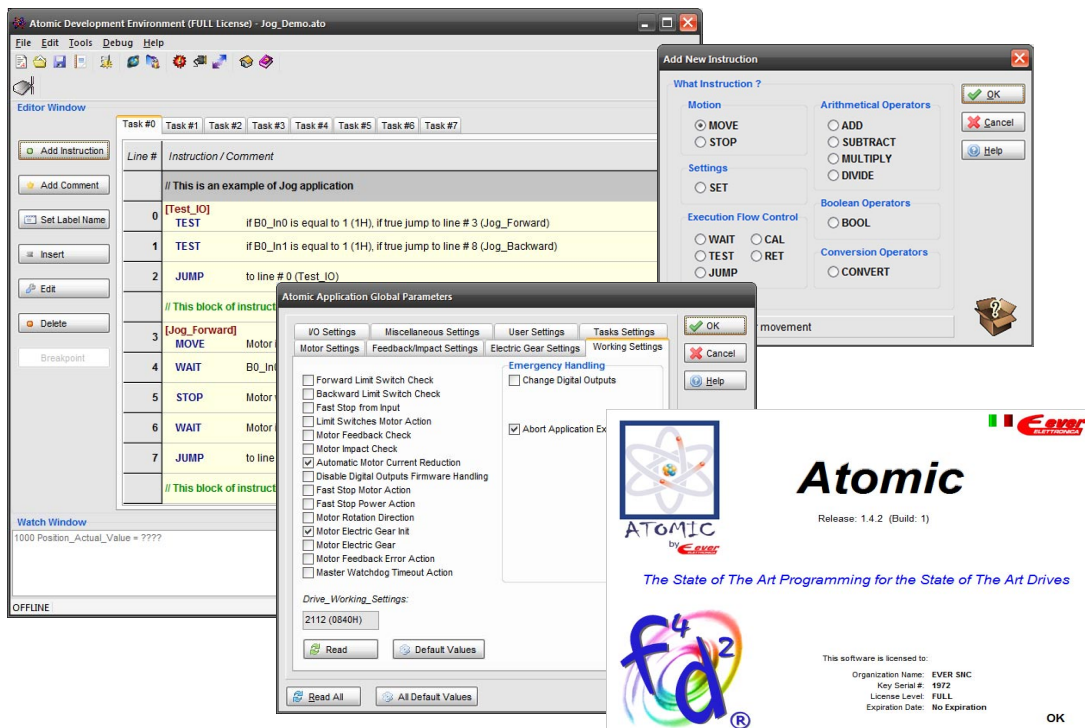 Atomic Development Environment (FULL License) - Jog_Demo.ato
File Edit Tools Debug Help
Editor Window
Task #0 Task #1 Task #2 Task #3 Task #4 Task #5 Task #6 Task #7
Add Instruction
Add Comment
Set Label Name
Insert
Edit
Delete
Breakpoint
Line # Instruction / Comment
// This is an example of Jog application
[Test_IO]
0 TEST if B0_In0 is equal to 1 (1H), if true jump to line # 3 (Jog_Forward)
1 TEST if B0_In1 is equal to 1 (1H), if true jump to line # 8 (Jog_Backward)
2 JUMP to line # 0 (Test_IO)
// This block of instruct
[Jog_Forward]
3 MOVE Motor i
4 WAIT B0_In0
5 STOP Motor
6 WAIT Motor i
7 JUMP to line
// This block of instruct
Watch Window
1000 Position_Actual_Value = ????
OFFLINE
Add New Instruction
What Instruction ?
Motion
MOVE
STOP
Settings
SET
Execution Flow Control
WAIT CAL
TEST RET
JUMP
Arithmetical Operators
ADD
SUBTRACT
MULTIPLY
DIVIDE
Boolean Operators
BOOL
Conversion Operators
CONVERT
OK
Cancel
Help
movement
Atomic Application Global Parameters
I/O Settings Miscellaneous Settings User Settings Tasks Settings
Motor Settings Feedback/Impact Settings Electric Gear Settings Working Settings
Forward Limit Switch Check
Backward Limit Switch Check
Fast Stop from Input
Limit Switches Motor Action
Motor Feedback Check
Motor Impact Check
Automatic Motor Current Reduction
Disable Digital Outputs Firmware Handling
Fast Stop Motor Action
Fast Stop Power Action
Motor Rotation Direction
Motor Electric Gear Init
Motor Electric Gear
Motor Feedback Error Action
Master Watchdog Timeout Action
Emergency Handling
Change Digital Outputs
Abort Application Ex
Drive_Working_Settings:
2112 (0840H)
Read
Default Values
Read All
All Default Values
OK
Cancel
Help
ever
ELETTRONICA
ATOMIC
by ever
ELETTRONICA
Atomic
Release: 1.4.2 (Build: 1)
The State of The Art Programming for the State of The Art Drives
f4d2
®
This software is licensed to:
Organization Name: EVER SNC
Key Serial#: 1972
License Level: FULL
Expiration Date: No Expiration
OK